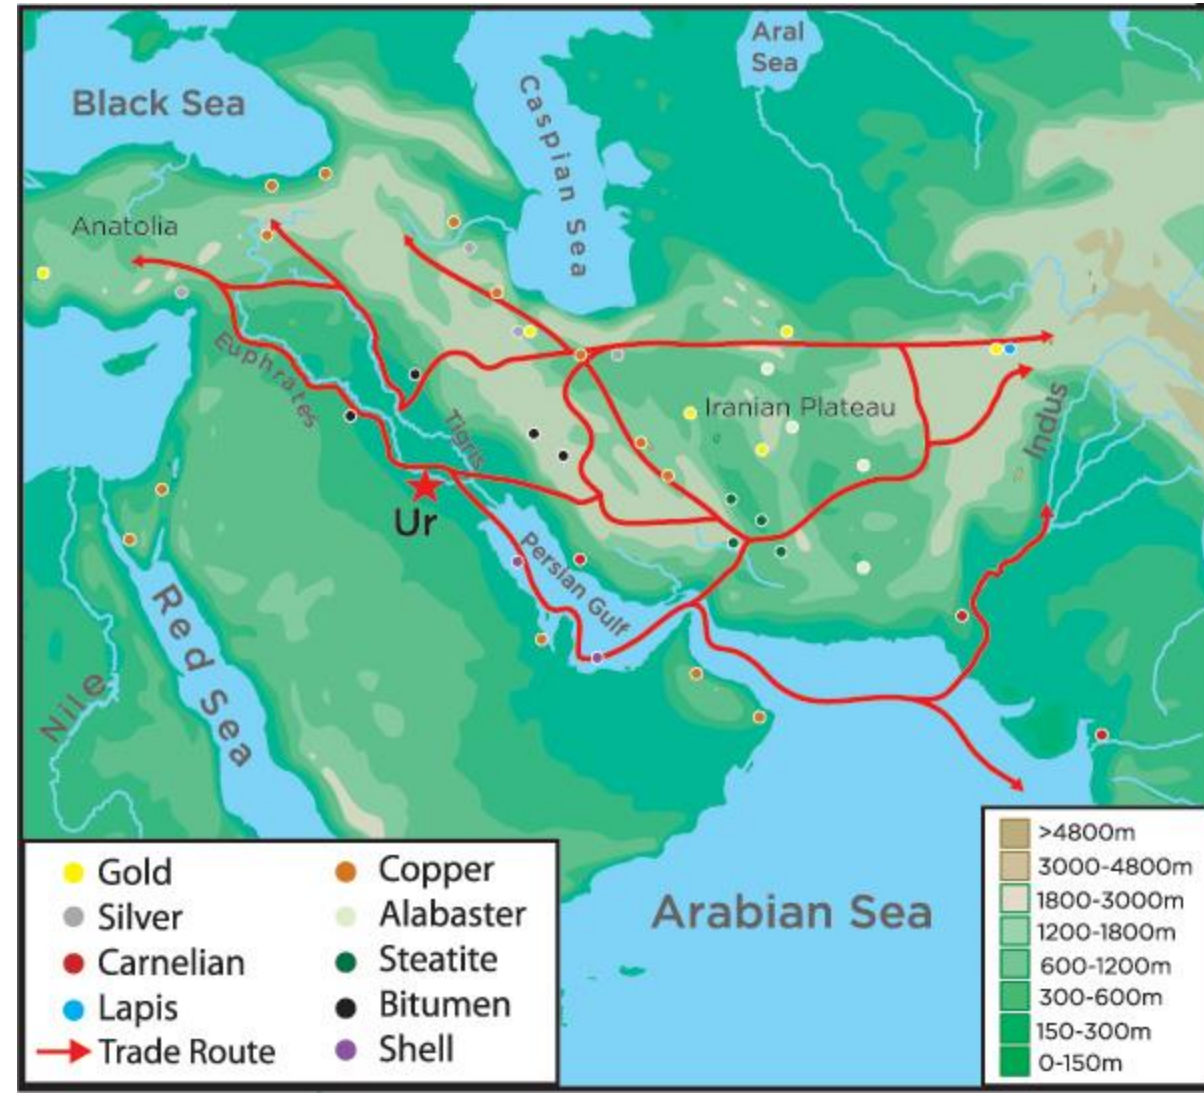 Aral
Sea
Black Sea
Caspian Sea
Anatolia
Euphrates
Tigris
Iranian Plateau
Indus
Ur
Persian Gulf
Red Sea
Nile
Arabian Sea
Gold
Silver
Carnelian
Lapis
Trade Route
Copper
Alabaster
Steatite
Bitumen
Shell
>4800m
3000-4800m
1800-3000m
1200-1800m
600-1200m
300-600m
150-300m
0-150m